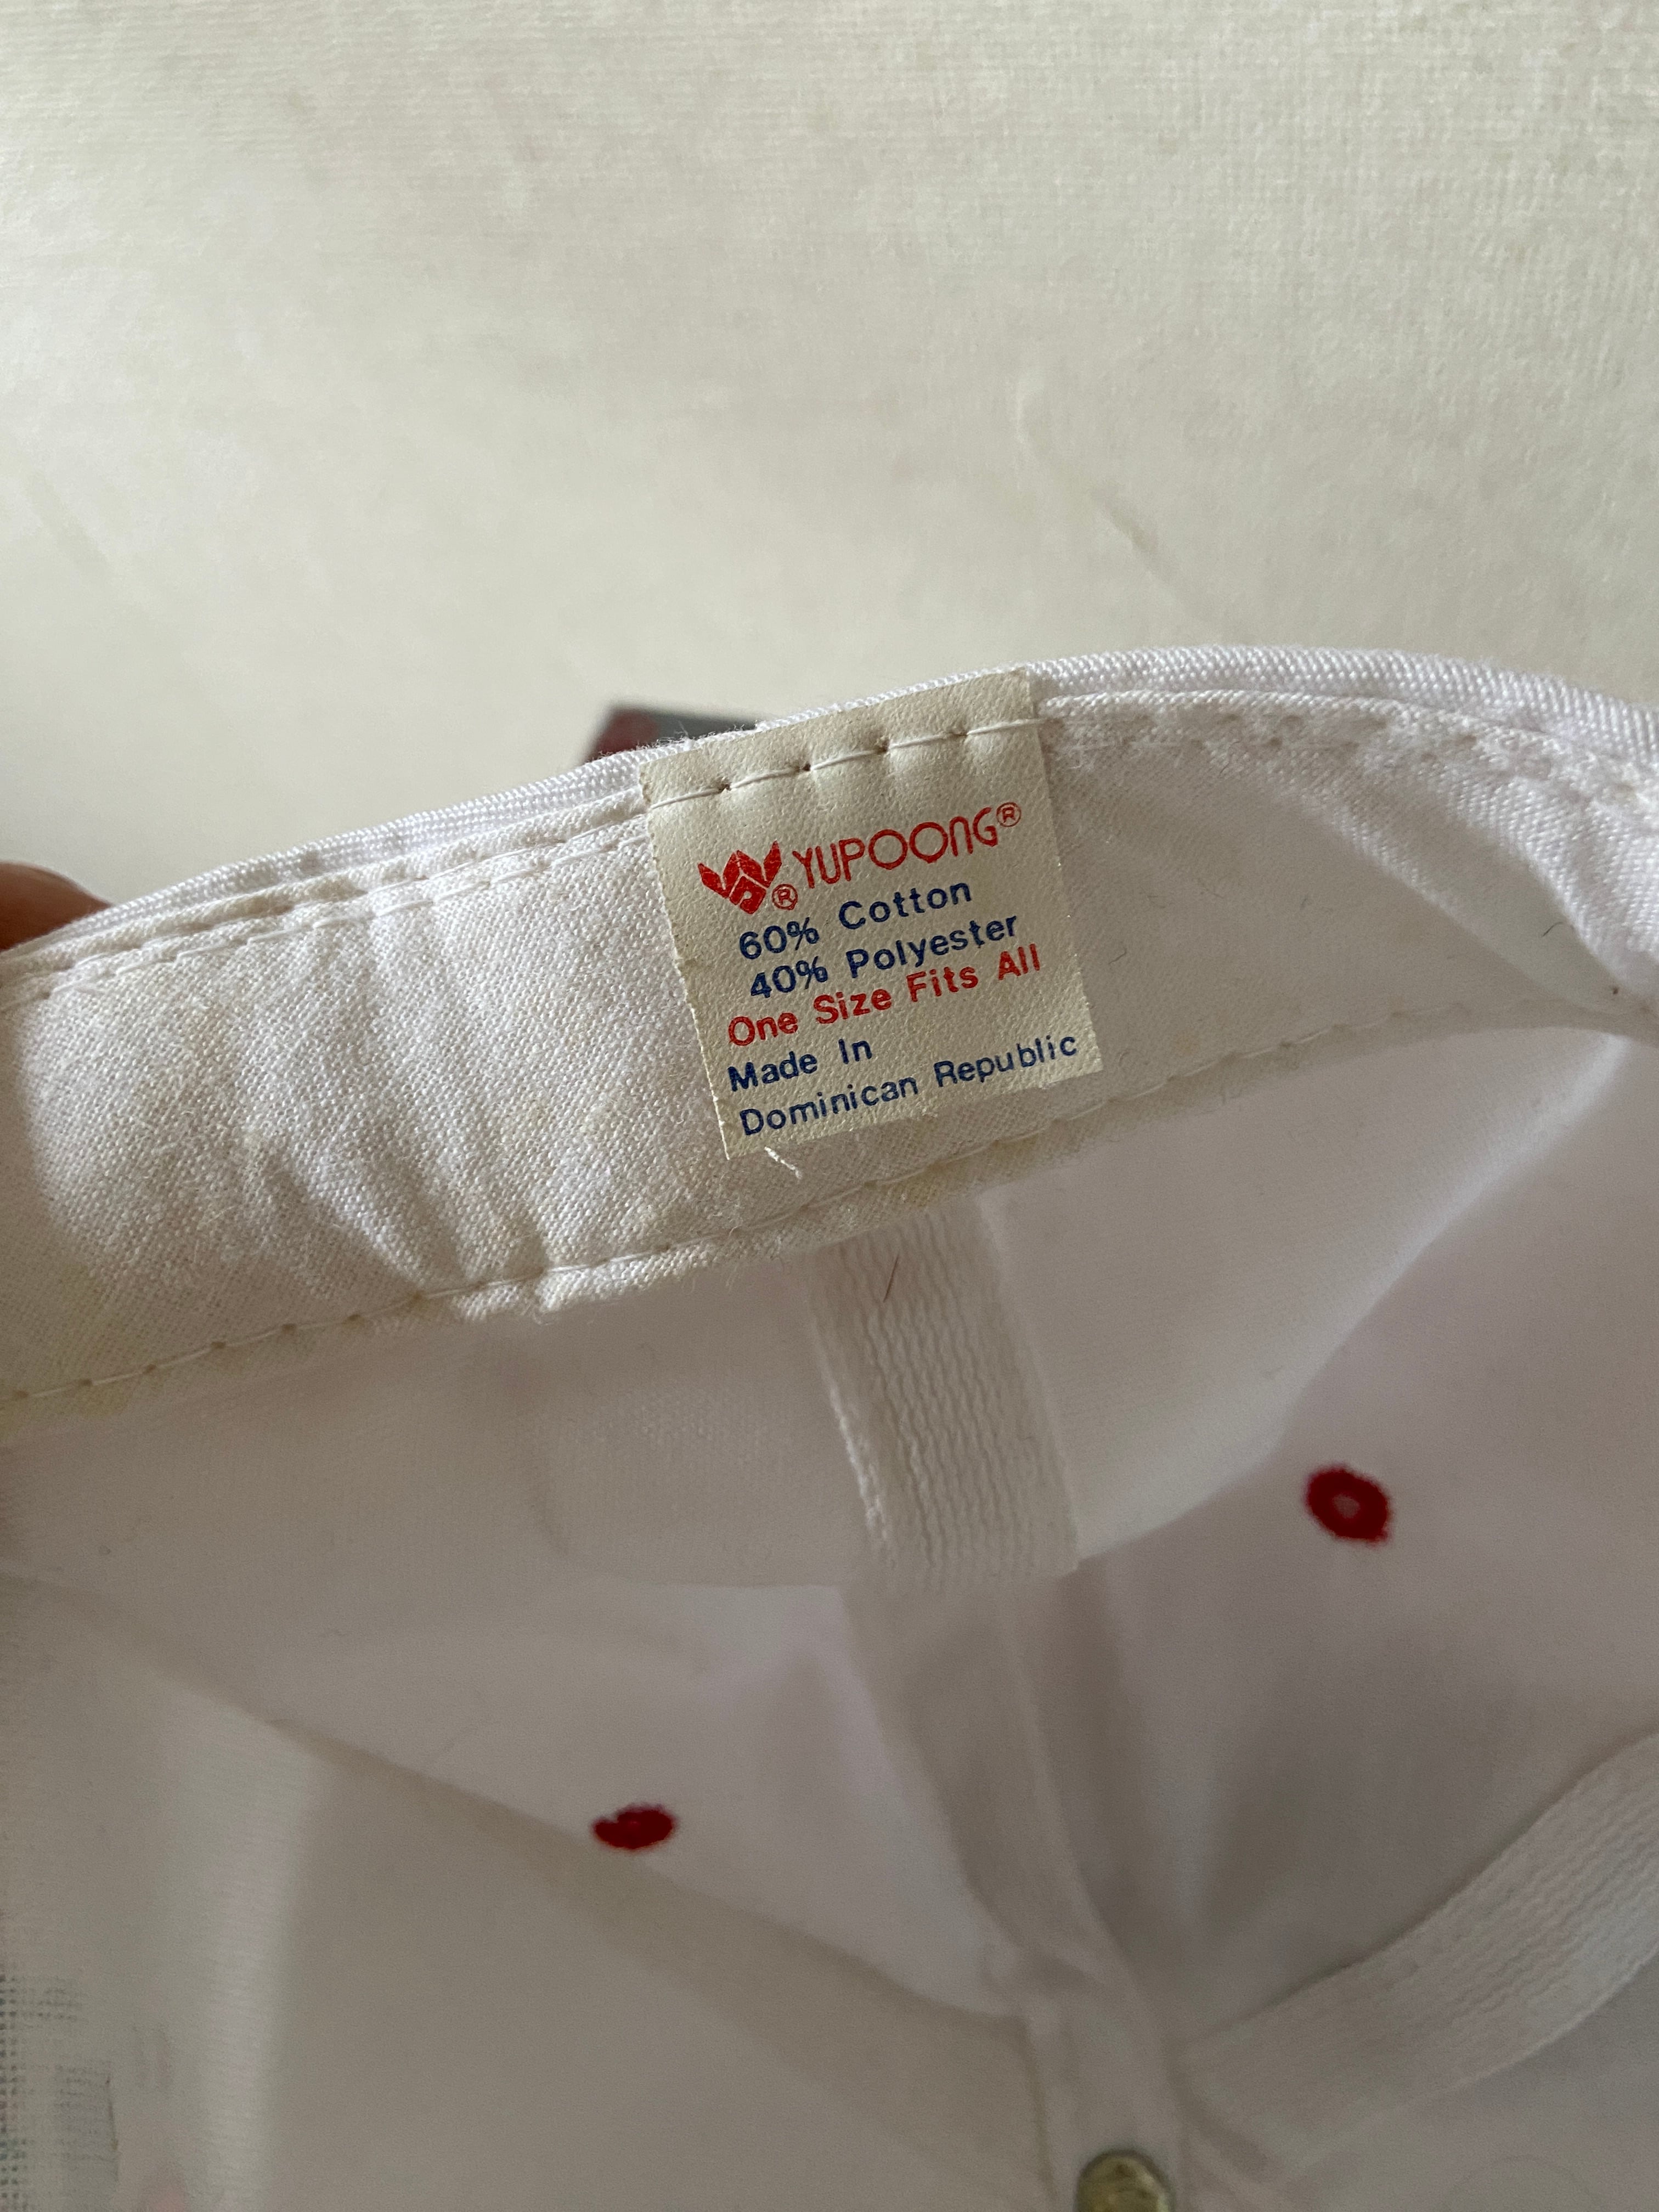 YUPOONG®
®
60% Cotton
40% Polyester
One Size Fits All
Made In
Dominican Republic